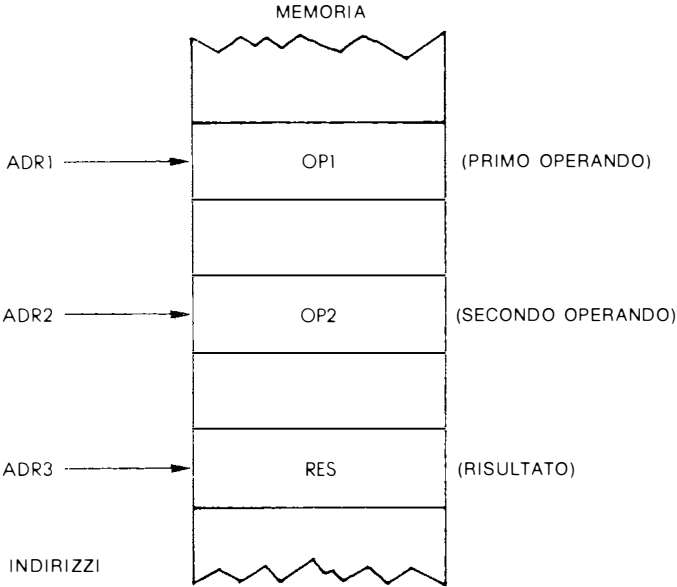 MEMORIA
ADR1 OP1 (PRIMO OPERANDO)
ADR2 OP2 (SECONDO OPERANDO)
ADR3 RES (RISULTATO)
INDIRIZZI